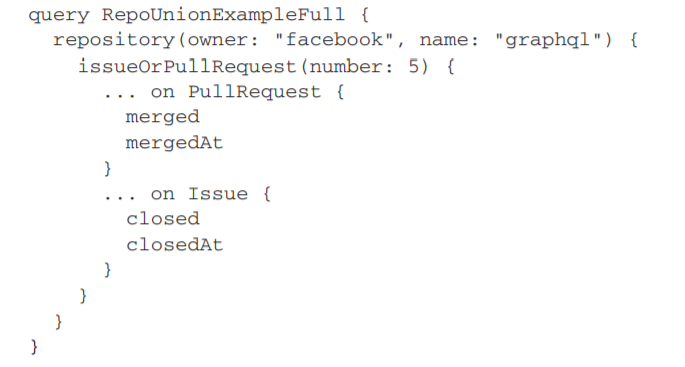 query RepoUnionExampleFull {
  repository(owner: "facebook", name: "graphql") {
    issueOrPullRequest(number: 5) {
      ... on PullRequest {
        merged
        mergedAt
      }
      ... on Issue {
        closed
        closedAt
      }
    }
  }
}